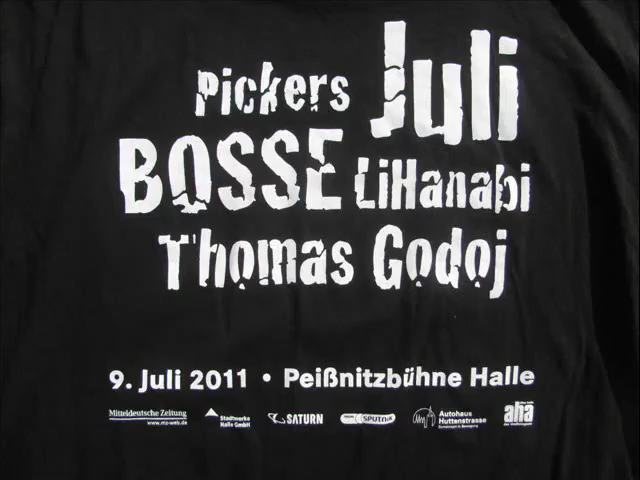 Pickers Juli
BOSSE LiHanabi
Thomas Godoj
9. Juli 2011 • Peißnitzbühne Halle
Mitteldeutsche Zeitung
www.mz-web.de
Stadtwerke
Halle GmbH
SATURN
SPUTNIK
Autohaus
Huttenstrasse
aha